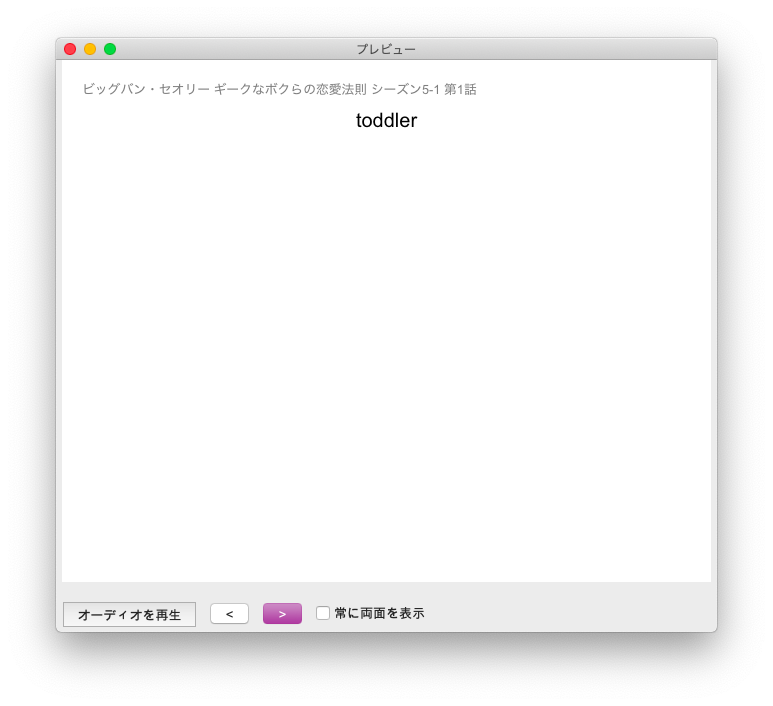 プレビュー
ビッグバン・セオリー ギークなボクらの恋愛法則 シーズン5-1 第1話
toddler
オーディオを再生
<
>
常に両面を表示